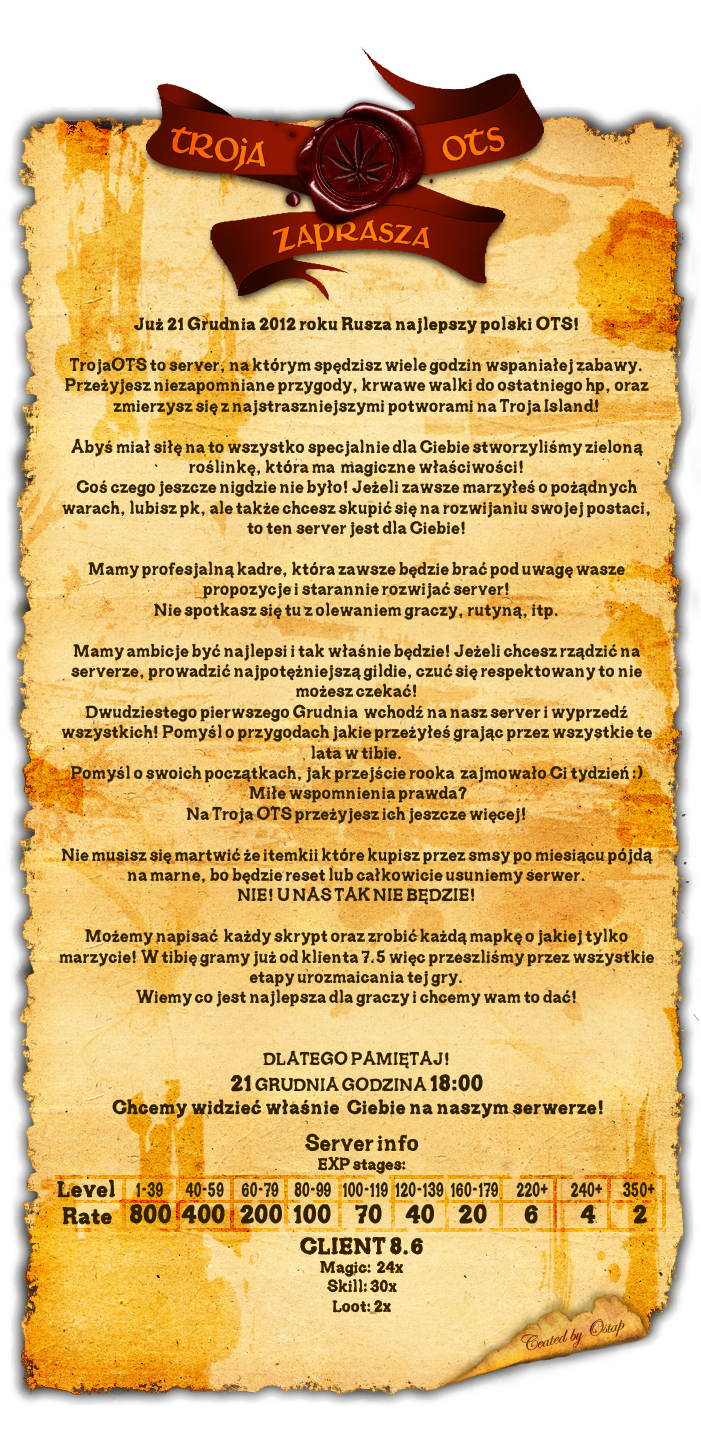 TROJA OTS
ZAPRASZA
Już 21 Grudnia 2012 roku Rusza najlepszy polski OTS!
TrojaOTS to serwer, na którym spędzisz wiele godzin wspaniałej zabawy.
Przeżyjesz niezapomniane przygody, krwawe walki do ostatniego hp, oraz
zmierzysz się z najstraszniejszymi potworami na Troja Island!
Abyś miał siłę na to wszystko specjalnie dla Ciebie stworzyliśmy zieloną
roślinkę, która ma magiczne właściwości!
Coś czego jeszcze nigdzie nie było! Jeżeli zawsze marzyłeś o pożądnych
warach, lubisz pk, ale także chcesz skupić się na rozwijaniu swojej postaci,
to ten server jest dla Ciebie!
Mamy profesjalną kadre, która zawsze będzie brać pod uwagę wasze
propozycje i starannie rozwijać server!
Nie spotkasz się tu z olewaniem graczy, rutyną, itp.
Mamy ambicje być najlepsi i tak właśnie będzie! Jeżeli chcesz rządzić na
serverze, prowadzić najpotężniejszą gildie, czuć się respektowany to nie
możesz czekać!
Dwudziestego pierwszego Grudnia wchodź na nasz server i wyprzedź
wszystkich! Pomyśl o przygodach jakie przeżyłeś grając przez wszystkie te
lata w tibie.
Pomyśl o swoich początkach, jak przejście rooka zajmowało Ci tydzień :)
Miłe wspomnienia prawda?
Na Troja OTS przeżyjesz ich jeszcze więcej!
Nie musisz się martwić że itemkii które kupisz przez smsy po miesiącu pójdą
na marne, bo będzie reset lub całkowicie usuniemy serwer.
NIE! U NAS TAK NIE BĘDZIE!
Możemy napisać każdy skrypt oraz zrobić każdą mapkę o jakiej tylko
marzycie! W tibię gramy już od klienta 7.5 więc przeszliśmy przez wszystkie
etapy urozmaicania tej gry.
Wiemy co jest najlepsza dla graczy i chcemy wam to dać!
DLATEGO PAMIĘTAJ!
21 GRUDNIA GODZINA 18:00
Chcemy widzieć właśnie Ciebie na naszym serwerze!
Server info
EXP stages:
Level 1-39 40-59 60-79 80-99 100-119 120-139 160-179 220+ 240+ 350+
Rate 800 400 200 100 70 40 20 6 4 2
CLIENT 8.6
Magic: 24x
Skill: 30x
Loot: 2x
Ceated by Ostap